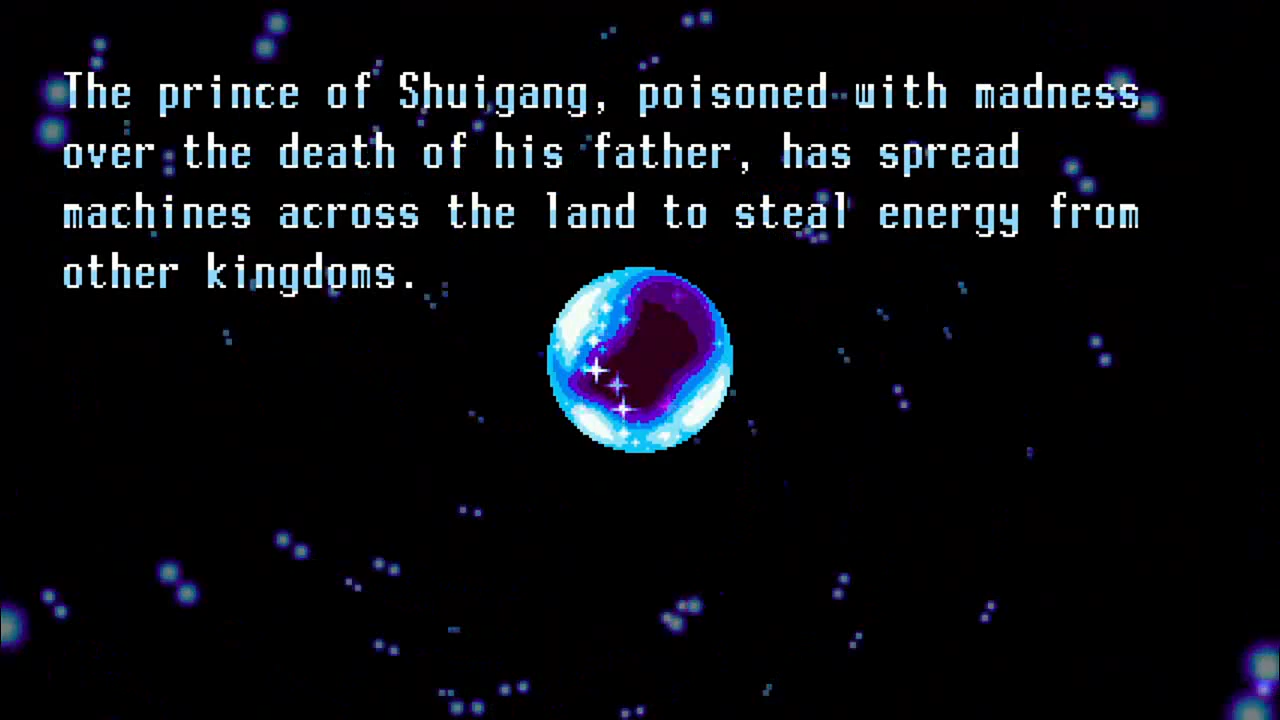 The prince of Shuigang, poisoned with madness
over the death of his father, has spread
machines across the land to steal energy from
other kingdoms.